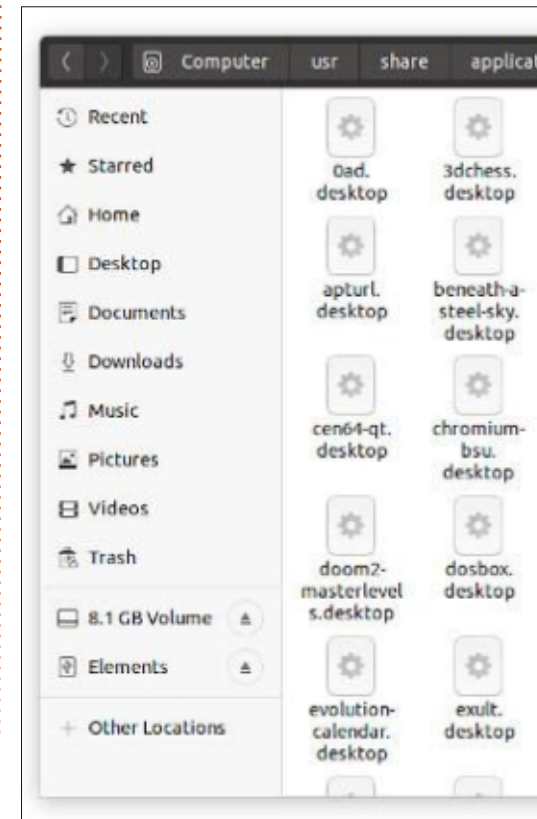 Computer usr share applicat
Recent
Starred
Home
Desktop
Documents
Downloads
Music
Pictures
Videos
Trash
8.1 GB Volume
Elements
Other Locations
0ad.
desktop
3dchess.
desktop
apturl.
desktop
beneath-a-
steel-sky.
desktop
cen64-qt.
desktop
chromium-
bsu.
desktop
doom2-
masterlevel
s.desktop
dosbox.
desktop
evolution-
calendar.
desktop
exult.
desktop